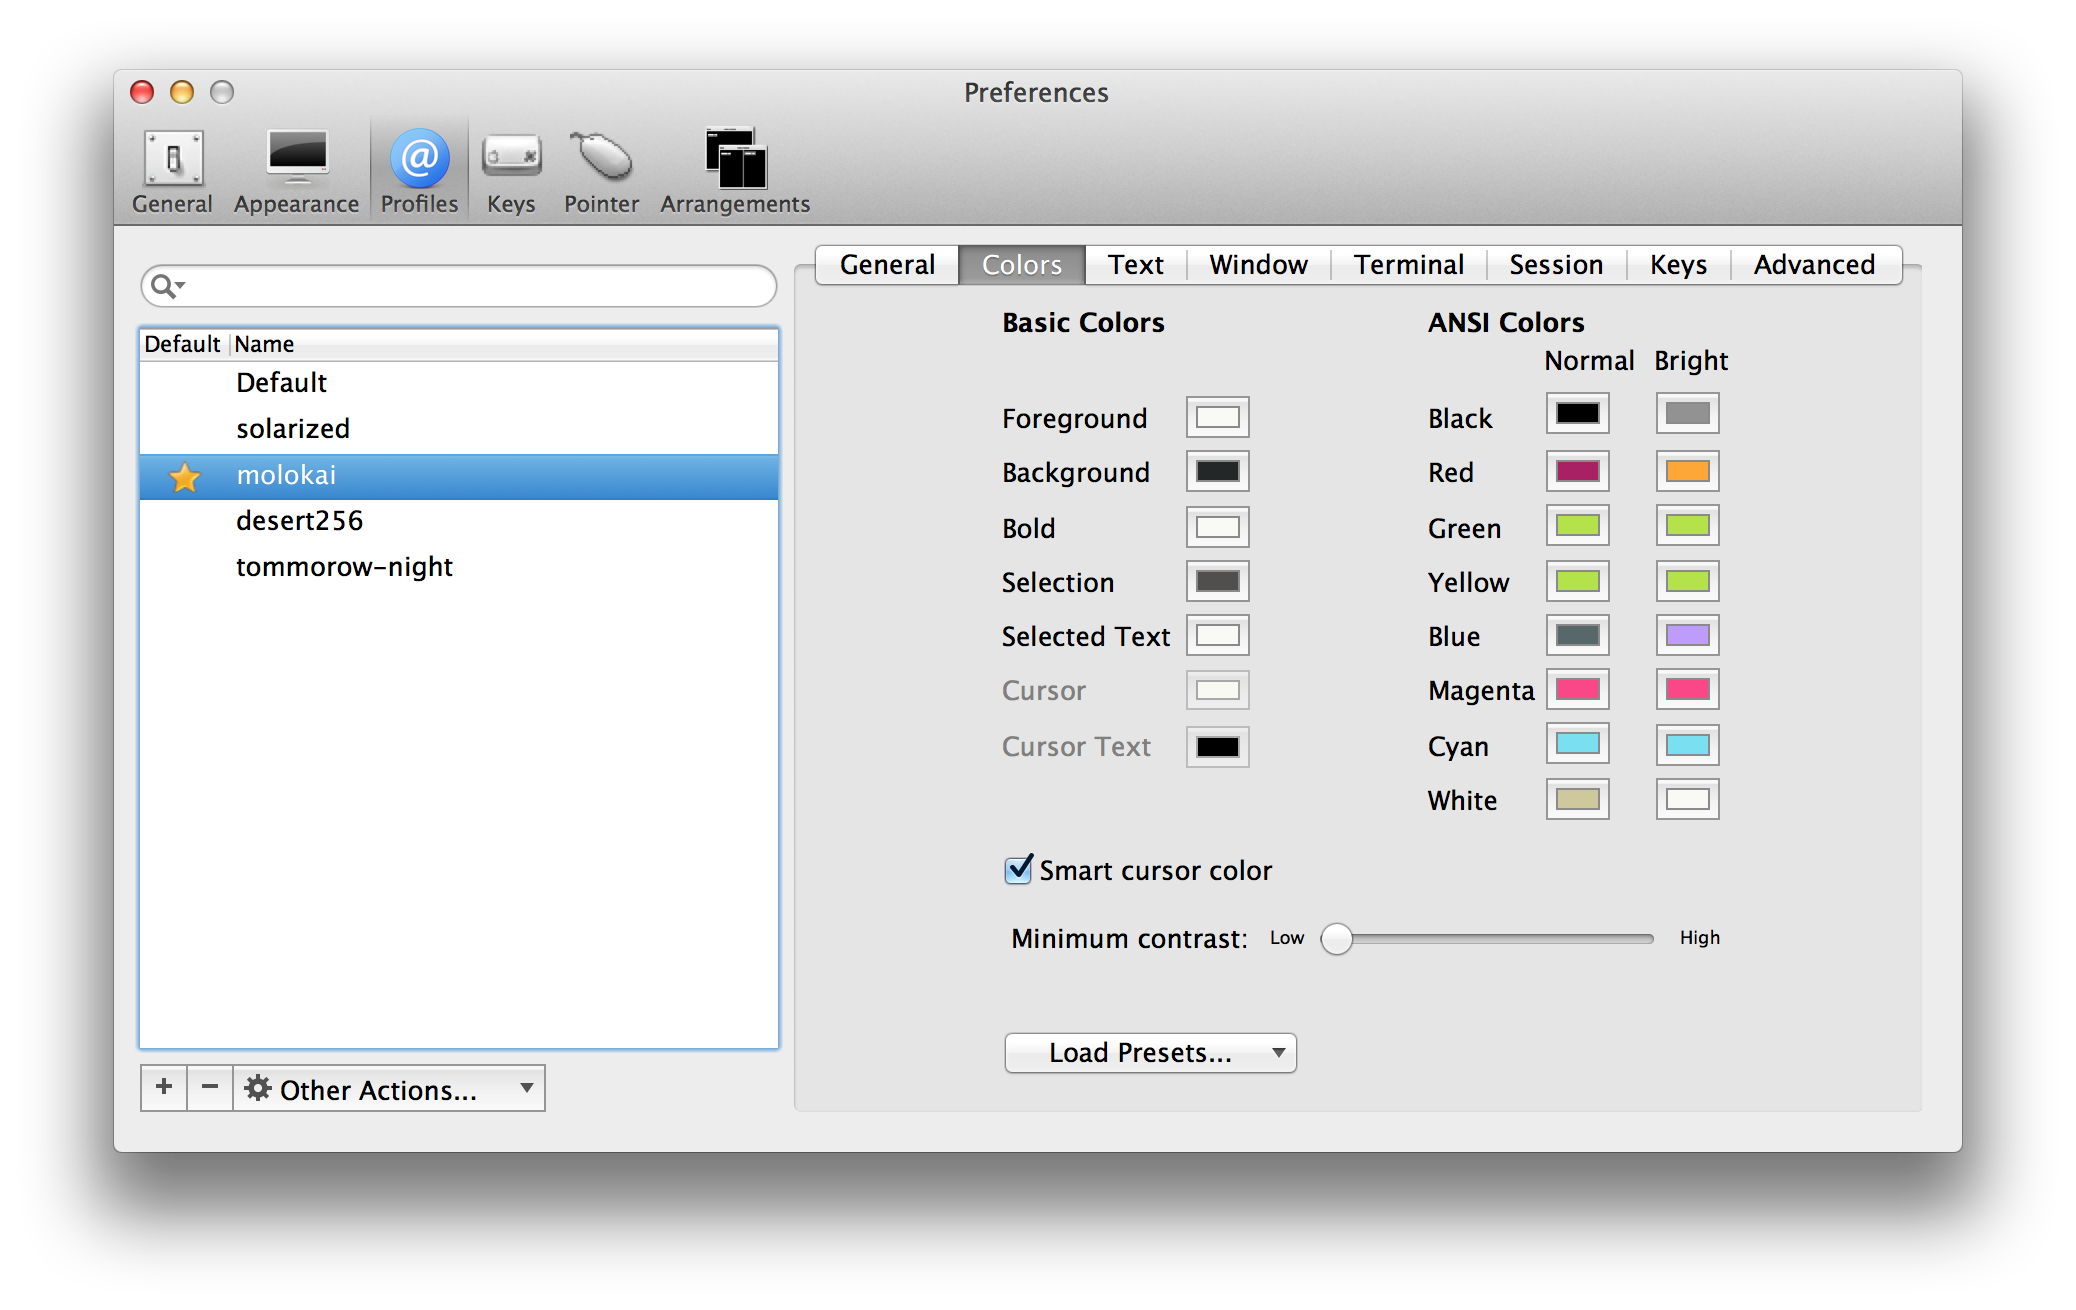 Preferences
General Appearance Profiles Keys Pointer Arrangements
Default Name
Default
solarized
molokai
desert256
tommorow-night
+ − Other Actions...
General Colors Text Window Terminal Session Keys Advanced
Basic Colors
Foreground
Background
Bold
Selection
Selected Text
Cursor
Cursor Text
ANSI Colors
Normal Bright
Black
Red
Green
Yellow
Blue
Magenta
Cyan
White
Smart cursor color
Minimum contrast: Low High
Load Presets...